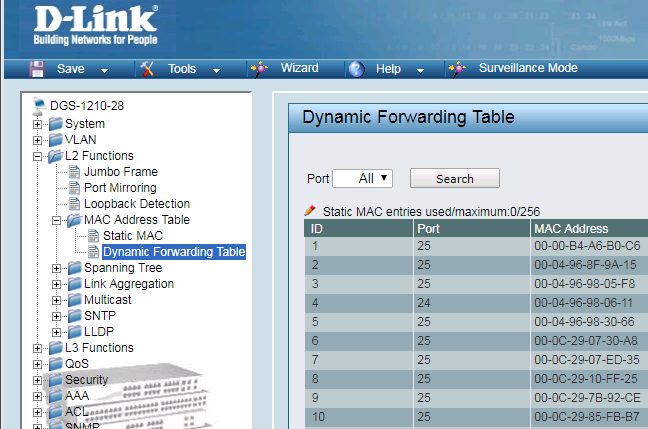 D-Link
Building Networks for People
Save Tools Wizard Help Surveillance Mode
DGS-1210-28
System
VLAN
L2 Functions
Jumbo Frame
Port Mirroring
Loopback Detection
MAC Address Table
Static MAC
Dynamic Forwarding Table
Spanning Tree
Link Aggregation
Multicast
SNTP
LLDP
L3 Functions
QoS
Security
AAA
ACL
SNMP
Dynamic Forwarding Table
Port All Search
Static MAC entries used/maximum:0/256
ID Port MAC Address
1 25 00-00-B4-A6-B0-C6
2 25 00-04-96-8F-9A-15
3 25 00-04-96-98-05-F8
4 24 00-04-96-98-06-11
5 25 00-04-96-98-30-66
6 25 00-0C-29-07-30-A8
7 25 00-0C-29-07-ED-35
8 25 00-0C-29-10-FF-25
9 25 00-0C-29-7B-92-CE
10 25 00-0C-29-85-FB-B7